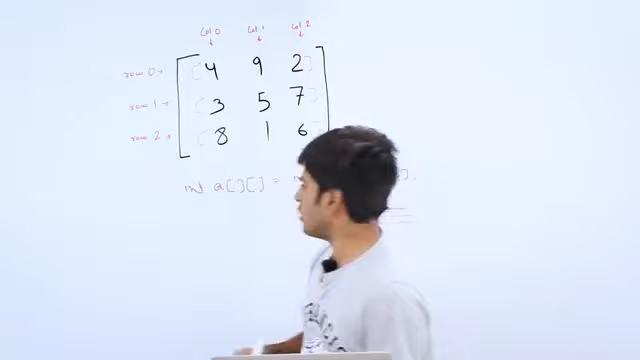 col 0 col 1 col 2
row 0 → [4 9 2]
row 1 → [3 5 7]
row 2 → [8 1 6]
int a[][] =